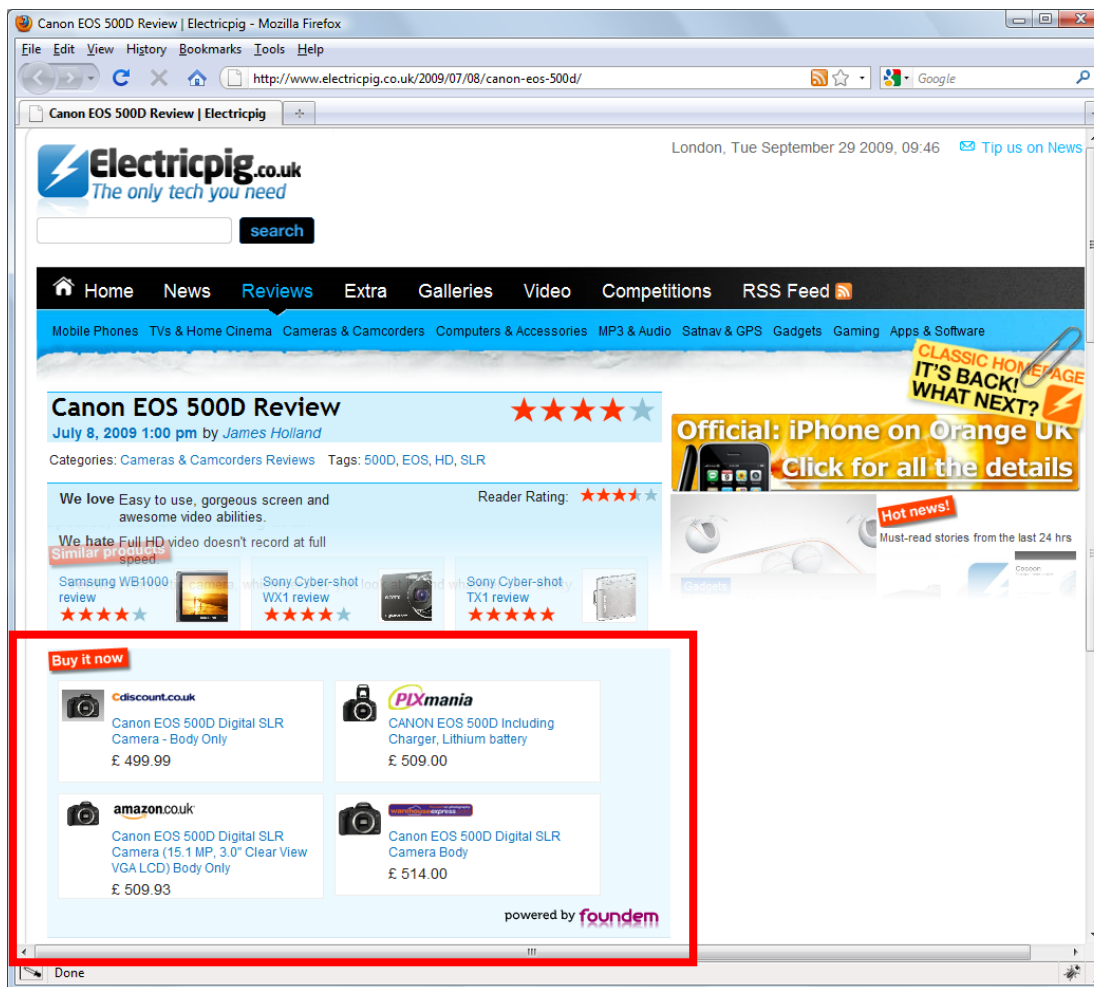 Canon EOS 500D Review | Electricpig - Mozilla Firefox
File Edit View History Bookmarks Tools Help
http://www.electricpig.co.uk/2009/07/08/canon-eos-500d/
Google
Canon EOS 500D Review | Electricpig
London, Tue September 29 2009, 09:46 Tip us on News
Electricpig.co.uk
The only tech you need
search
Home News Reviews Extra Galleries Video Competitions RSS Feed
Mobile Phones TVs & Home Cinema Cameras & Camcorders Computers & Accessories MP3 & Audio Satnav & GPS Gadgets Gaming Apps & Software
CLASSIC HOMEPAGE
IT'S BACK!
WHAT NEXT?
Canon EOS 500D Review
July 8, 2009 1:00 pm by James Holland
Categories: Cameras & Camcorders Reviews Tags: 500D, EOS, HD, SLR
Official: iPhone on Orange UK
Click for all the details
We love Easy to use, gorgeous screen and
awesome video abilities.
Reader Rating:
We hate Full HD video doesn't record at full
speed.
Hot news!
Must-read stories from the last 24 hrs
Gadgets
Cocoon
Similar products
Samsung WB1000
review
Sony Cyber-shot
WX1 review
Sony Cyber-shot
TX1 review
Buy it now
Cdiscount.co.uk
Canon EOS 500D Digital SLR
Camera - Body Only
£ 499.99
PIXmania
CANON EOS 500D Including
Charger, Lithium battery
£ 509.00
amazon.co.uk
Canon EOS 500D Digital SLR
Camera (15.1 MP, 3.0" Clear View
VGA LCD) Body Only
£ 509.93
warehouseexpress
Canon EOS 500D Digital SLR
Camera Body
£ 514.00
powered by foundem
Done